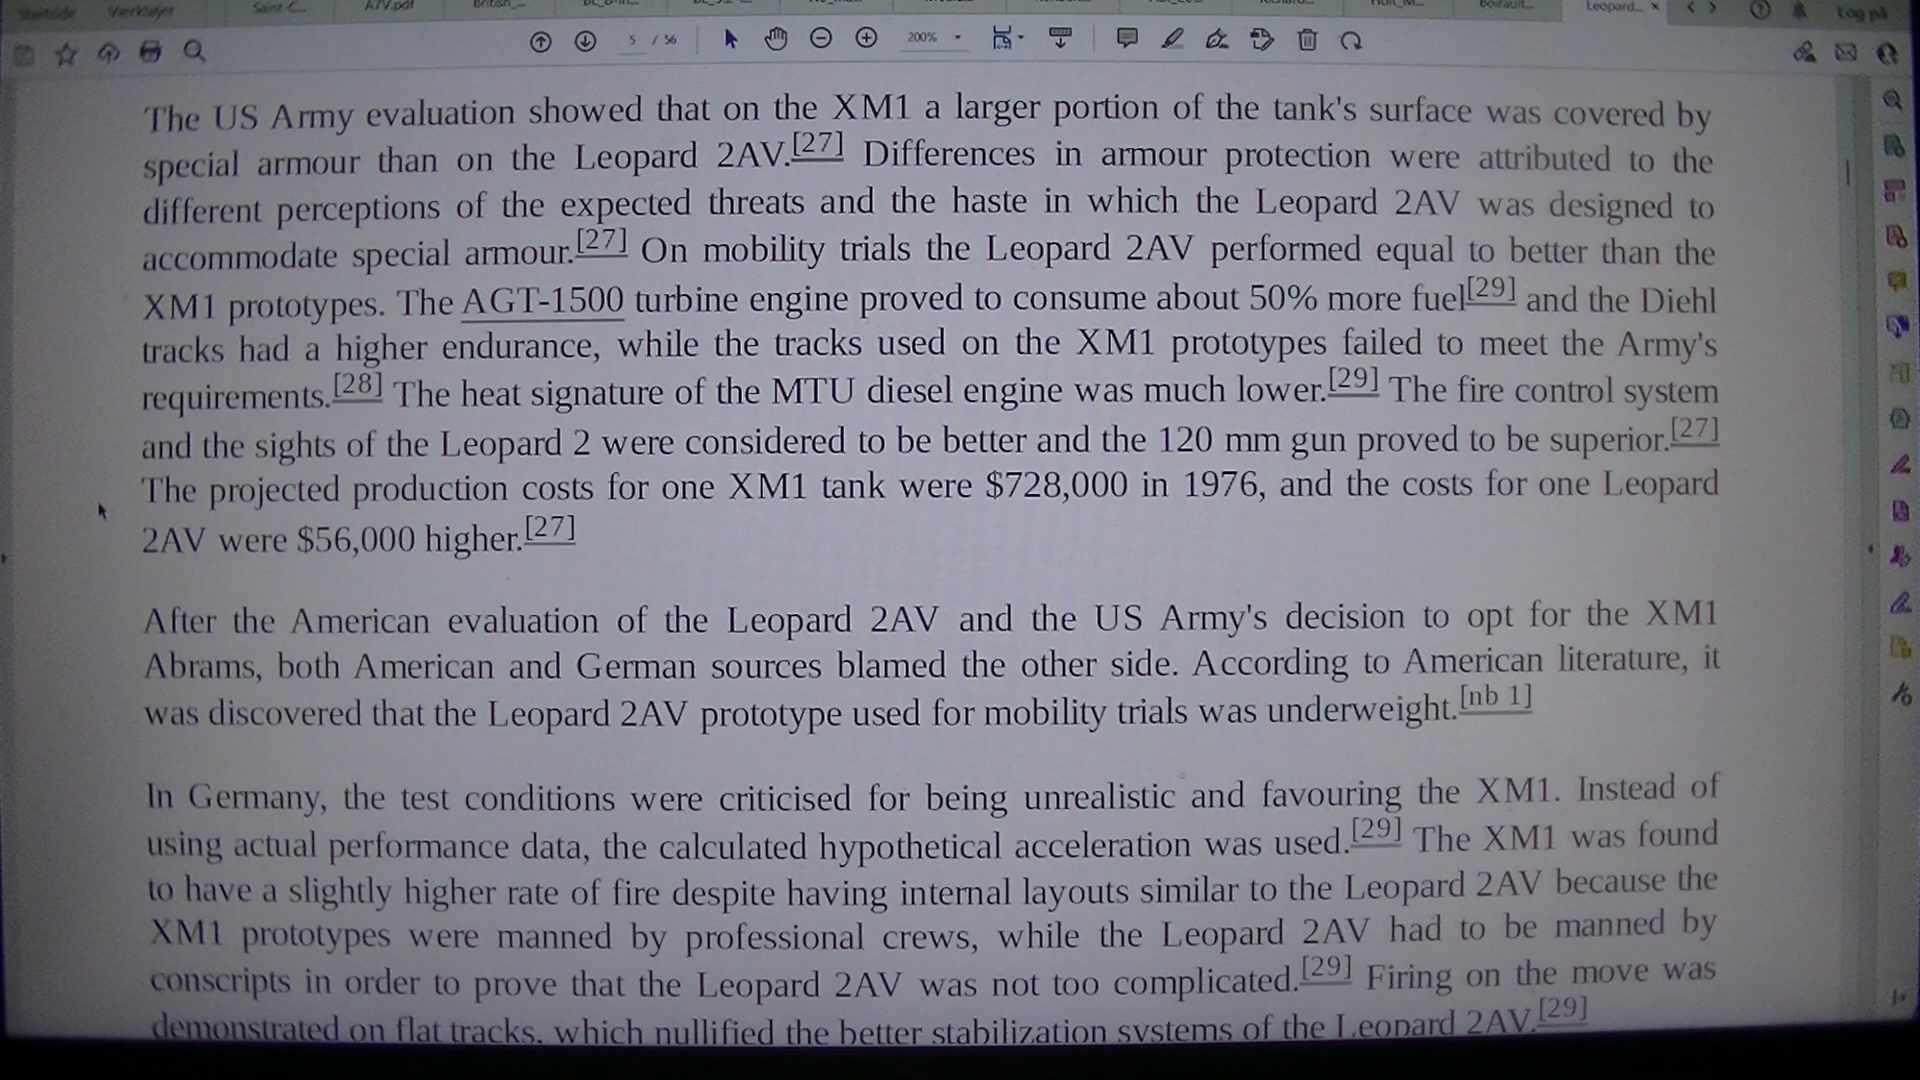 Startside Værktøjer Saint-C... A7V.pdf British_... Boirault... Leopard... × Log på
5 / 56 200%
The US Army evaluation showed that on the XM1 a larger portion of the tank's surface was covered by
special armour than on the Leopard 2AV.[27] Differences in armour protection were attributed to the
different perceptions of the expected threats and the haste in which the Leopard 2AV was designed to
accommodate special armour.[27] On mobility trials the Leopard 2AV performed equal to better than the
XM1 prototypes. The AGT-1500 turbine engine proved to consume about 50% more fuel[29] and the Diehl
tracks had a higher endurance, while the tracks used on the XM1 prototypes failed to meet the Army's
requirements.[28] The heat signature of the MTU diesel engine was much lower.[29] The fire control system
and the sights of the Leopard 2 were considered to be better and the 120 mm gun proved to be superior.[27]
The projected production costs for one XM1 tank were $728,000 in 1976, and the costs for one Leopard
2AV were $56,000 higher.[27]
After the American evaluation of the Leopard 2AV and the US Army's decision to opt for the XM1
Abrams, both American and German sources blamed the other side. According to American literature, it
was discovered that the Leopard 2AV prototype used for mobility trials was underweight.[nb 1]
In Germany, the test conditions were criticised for being unrealistic and favouring the XM1. Instead of
using actual performance data, the calculated hypothetical acceleration was used.[29] The XM1 was found
to have a slightly higher rate of fire despite having internal layouts similar to the Leopard 2AV because the
XM1 prototypes were manned by professional crews, while the Leopard 2AV had to be manned by
conscripts in order to prove that the Leopard 2AV was not too complicated.[29] Firing on the move was
demonstrated on flat tracks, which nullified the better stabilization systems of the Leopard 2AV.[29]